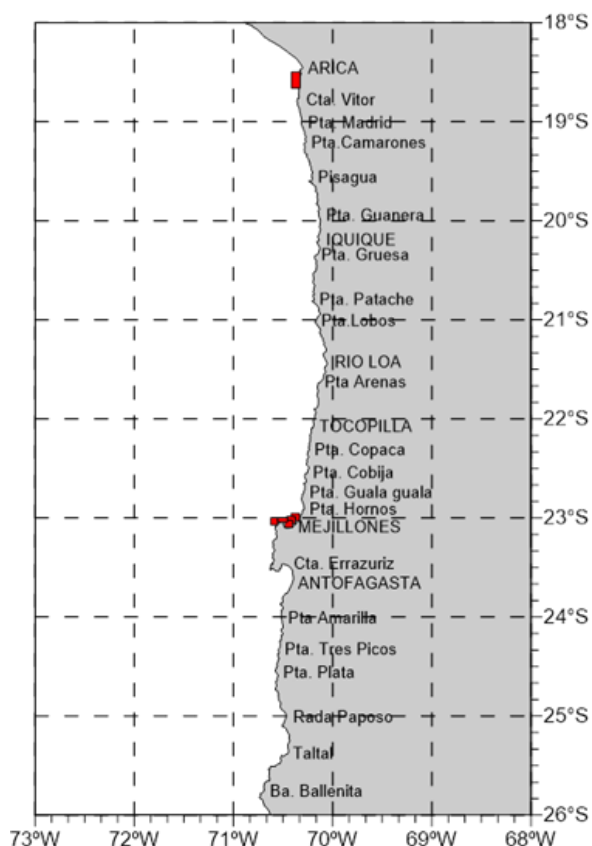 18°S
ARICA
Cta. Vitor
19°S
Pta. Madrid
Pta.Camarones
Pisagua
Pta. Guanera
20°S
IQUIQUE
Pta. Gruesa
Pta. Patache
21°S
Pta.Lobos
RIO LOA
Pta Arenas
22°S
TOCOPILLA
Pta. Copaca
Pta. Cobija
Pta. Guala guala
Pta. Hornos
23°S
MEJILLONES
Cta. Errazuriz
ANTOFAGASTA
24°S
Pta Amarilla
Pta. Tres Picos
Pta. Plata
25°S
Rada Paposo
Taltal
Ba. Ballenita
26°S
73°W 72°W 71°W 70°W 69°W 68°W